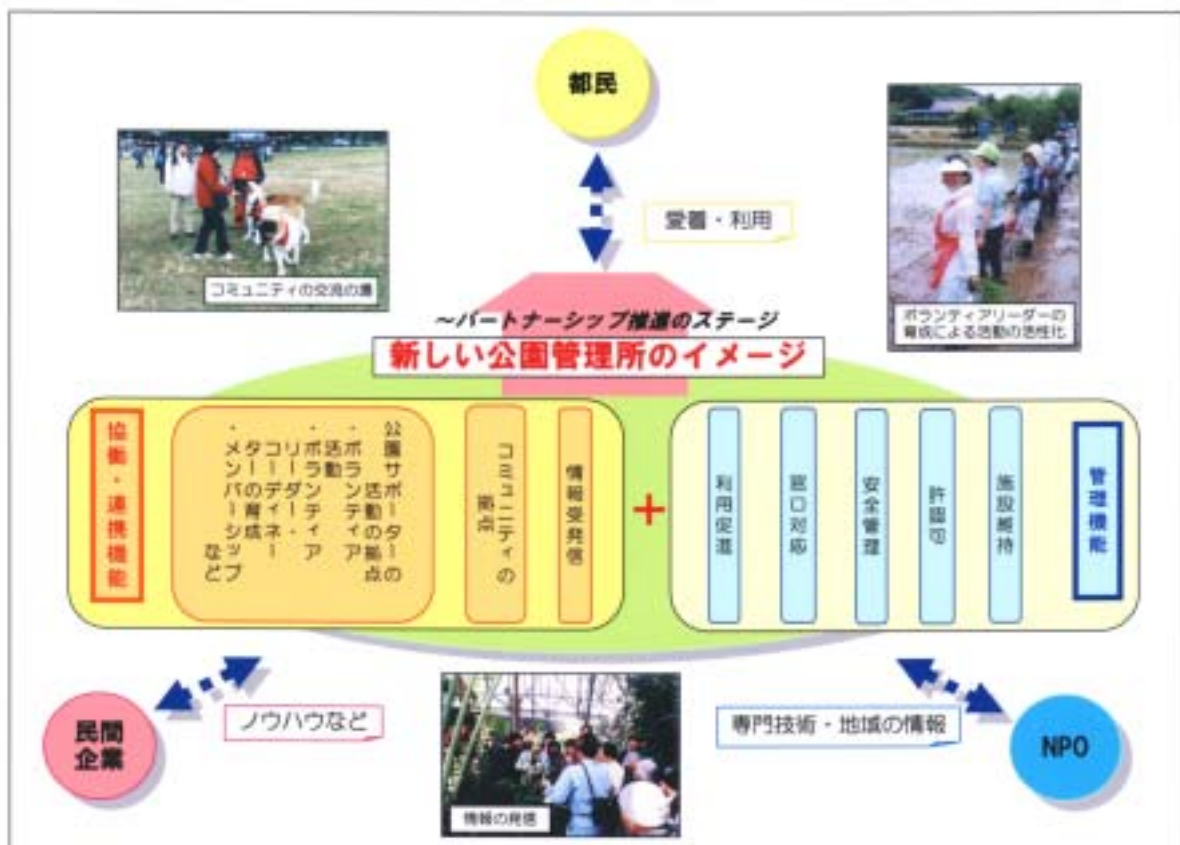 都民
愛着・利用
コミュニティの交流の場
ボランティアリーダーの
育成による活動の活性化
~パートナーシップ推進のステージ
新しい公園管理所のイメージ
管理機能
施設維持
許認可
安全管理
窓口対応
利用促進
+
情報受発信
コミュニティの
拠点
公園サポーターの
活動の拠点
・ボランティア
活動
・ボランティア
リーダー・
コーディネー
ターの育成
・メンバーシップ
など
協働・連携機能
民間
企業
ノウハウなど
情報の発信
専門技術・地域の情報
NPO